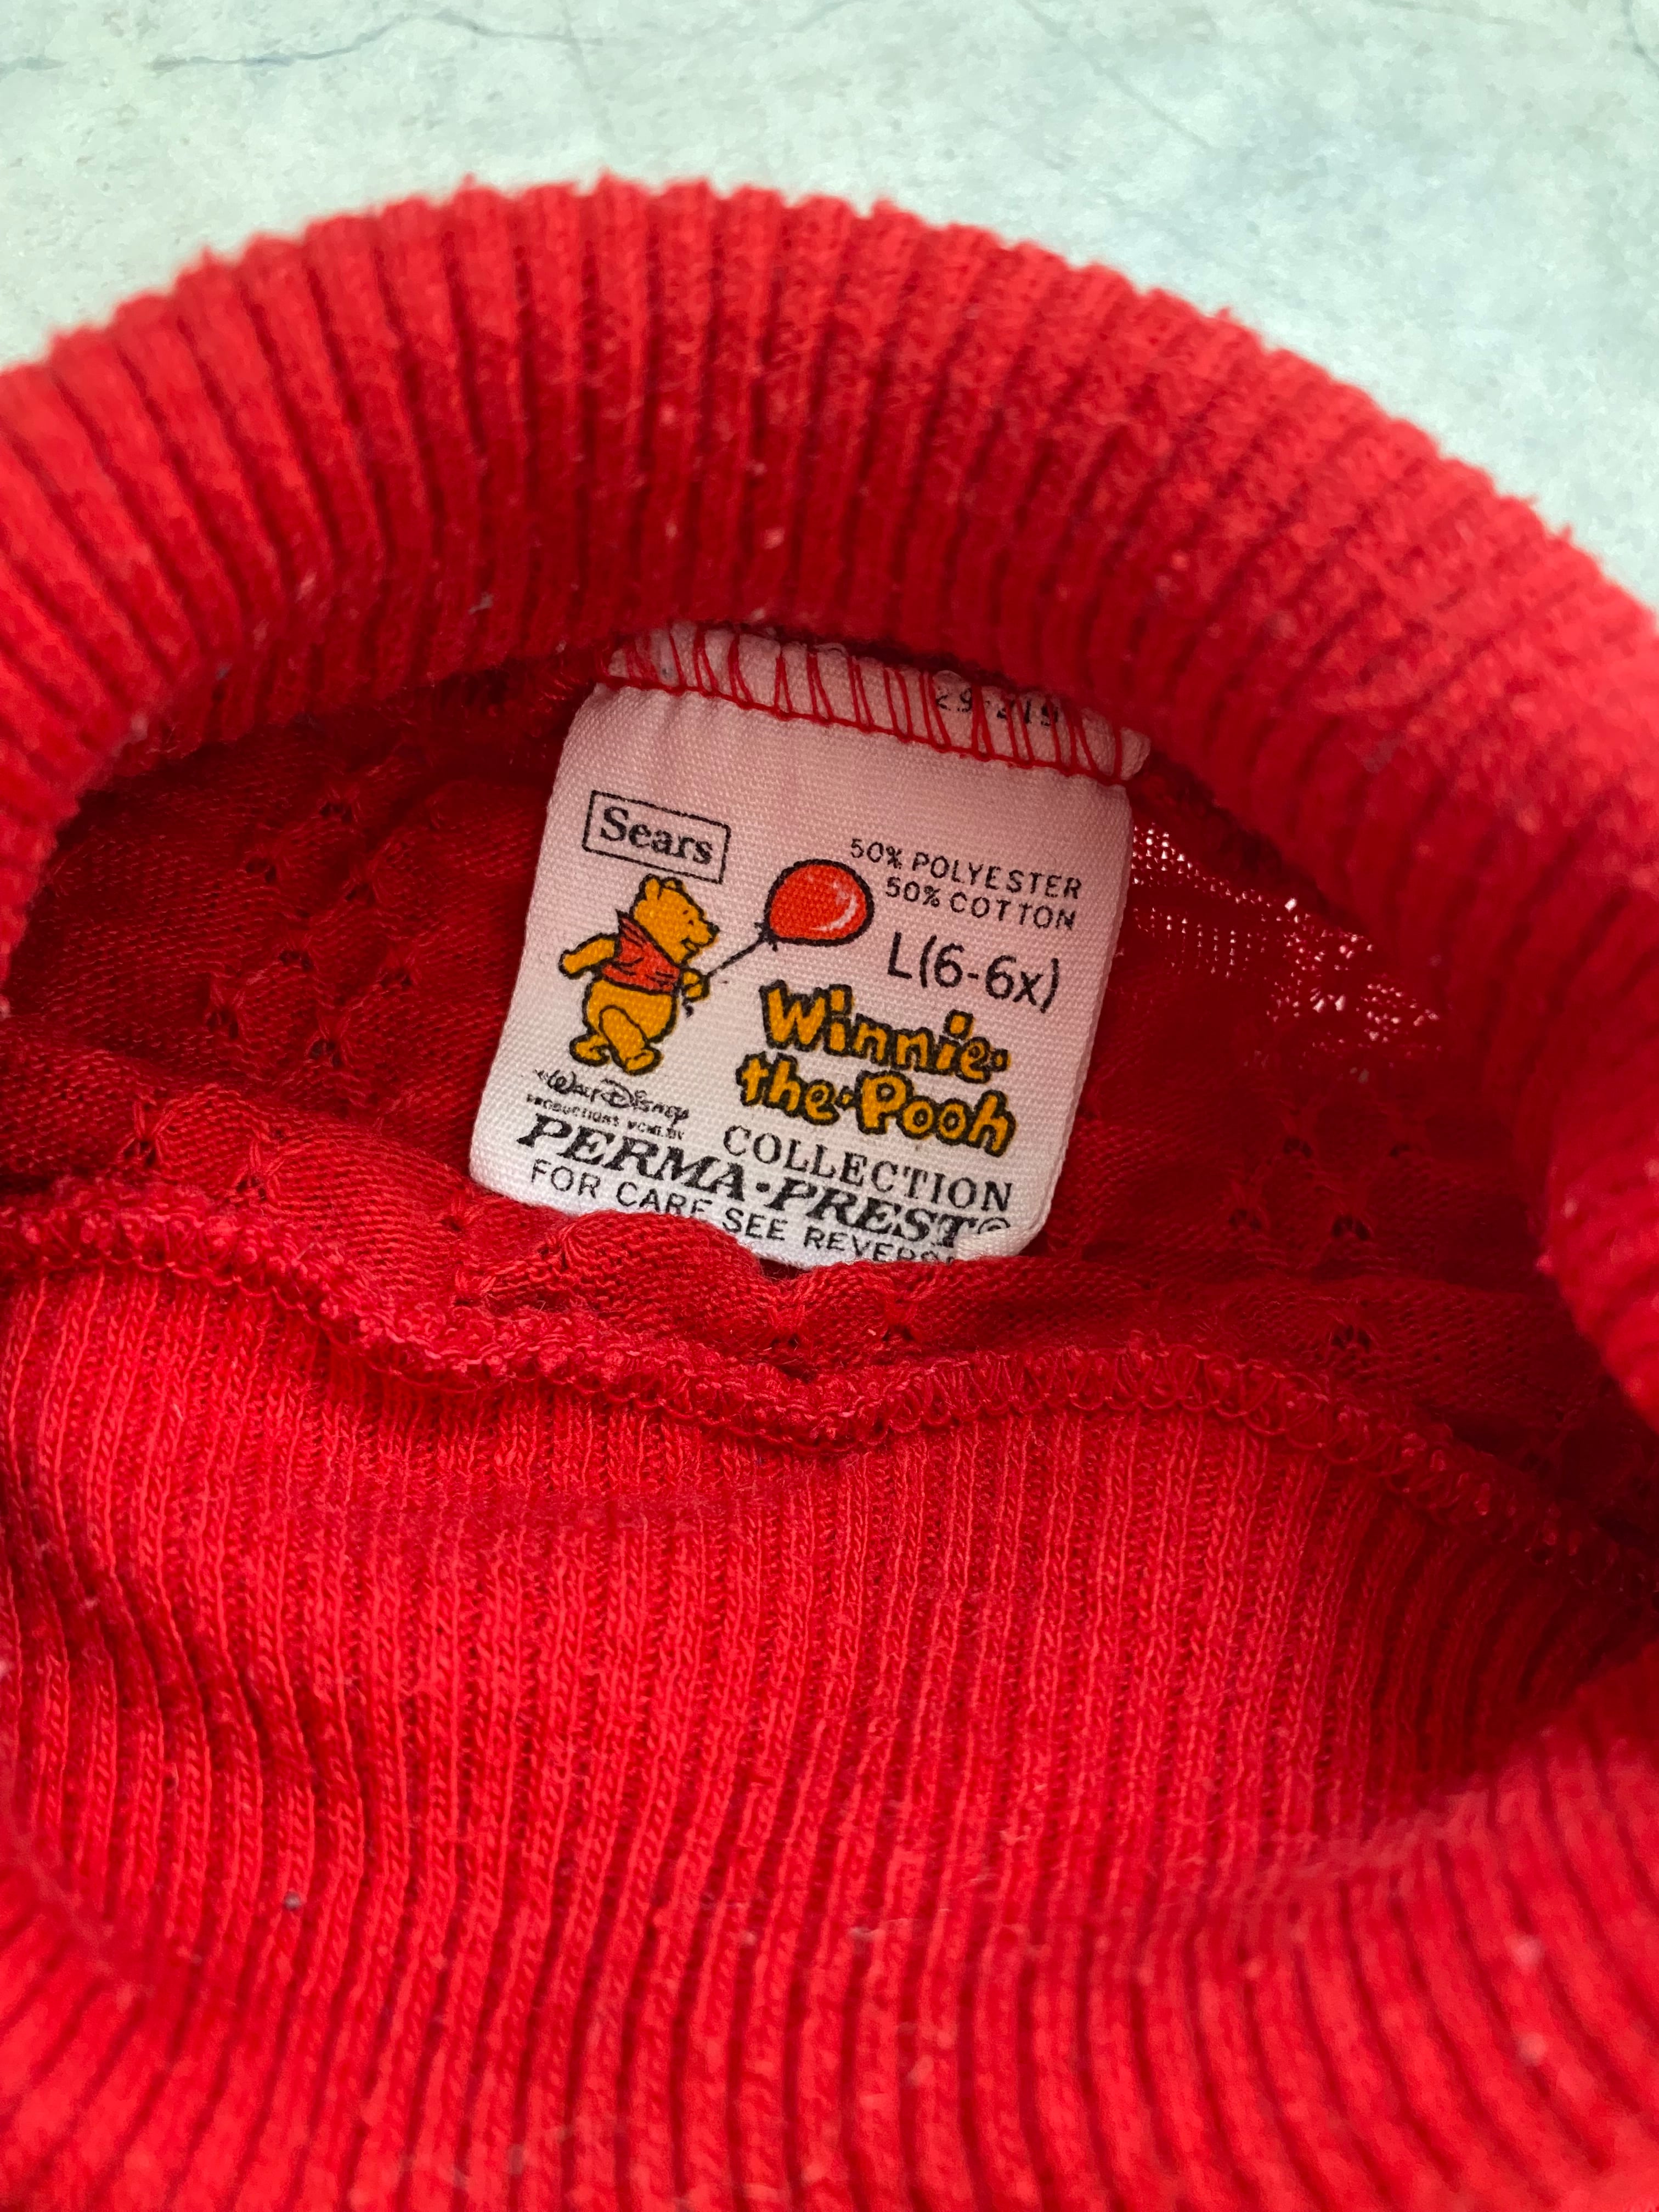 Sears
50% POLYESTER
50% COTTON
L(6-6x)
Winnie·
the·Pooh
WALT DISNEY
PRODUCTIONS
COLLECTION
PERMA·PREST®
FOR CARE SEE